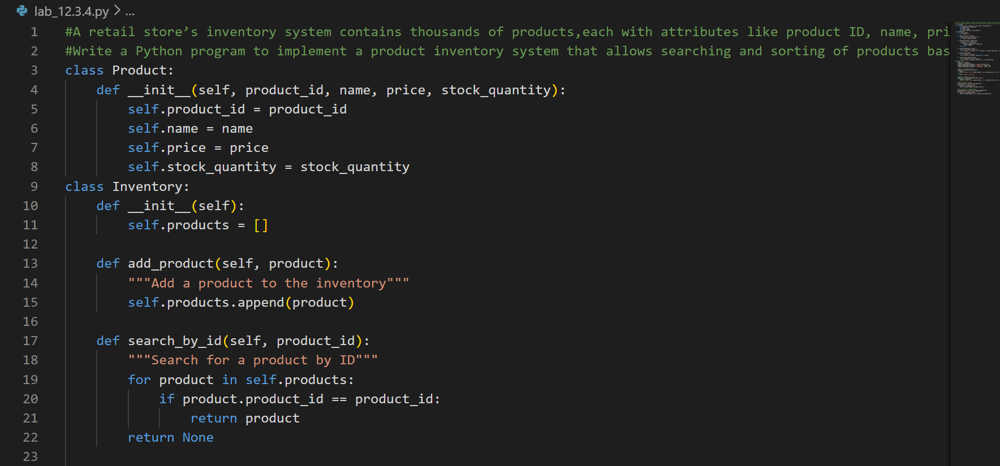 lab_12.3.4.py > ...
1 #A retail store’s inventory system contains thousands of products,each with attributes like product ID, name, pri
2 #Write a Python program to implement a product inventory system that allows searching and sorting of products bas
3 class Product:
4     def __init__(self, product_id, name, price, stock_quantity):
5         self.product_id = product_id
6         self.name = name
7         self.price = price
8         self.stock_quantity = stock_quantity
9 class Inventory:
10     def __init__(self):
11         self.products = []
12
13     def add_product(self, product):
14         """Add a product to the inventory"""
15         self.products.append(product)
16
17     def search_by_id(self, product_id):
18         """Search for a product by ID"""
19         for product in self.products:
20             if product.product_id == product_id:
21                 return product
22         return None
23